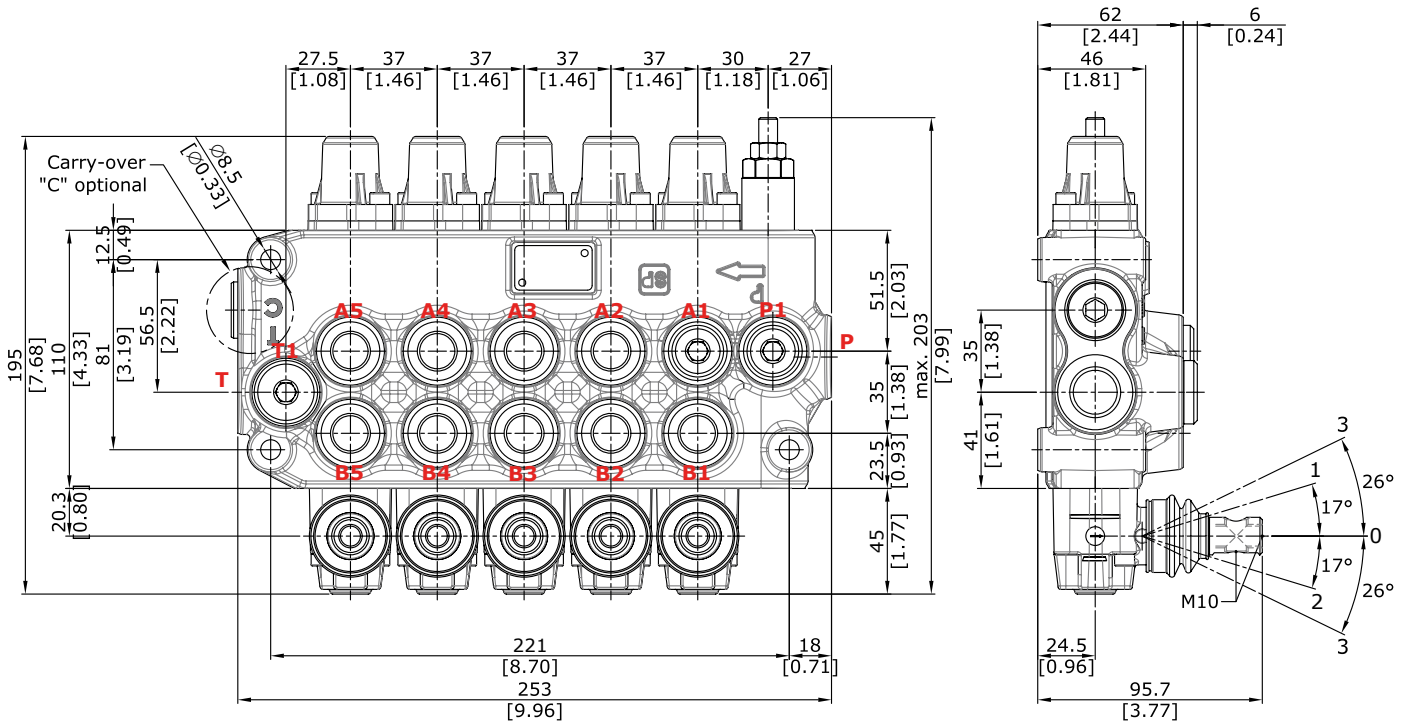 62
[2.44]
6
[0.24]
27.5
[1.08]
37
[1.46]
37
[1.46]
37
[1.46]
37
[1.46]
30
[1.18]
27
[1.06]
46
[1.81]
Carry-over
"C" optional
Ø8.5
[Ø0.33]
12.5
[0.49]
195
[7.68]
110
[4.33]
81
[3.19]
56.5
[2.22]
20.3
[0.80]
C
T
SP
P
A5
A4
A3
A2
A1
P1
P
T1
T
B5
B4
B3
B2
B1
51.5
[2.03]
35
[1.38]
23.5
[0.93]
45
[1.77]
max. 203
[7.99]
35
[1.38]
41
[1.61]
3
1
26°
17°
0
17°
26°
2
3
M10
221
[8.70]
18
[0.71]
253
[9.96]
24.5
[0.96]
95.7
[3.77]